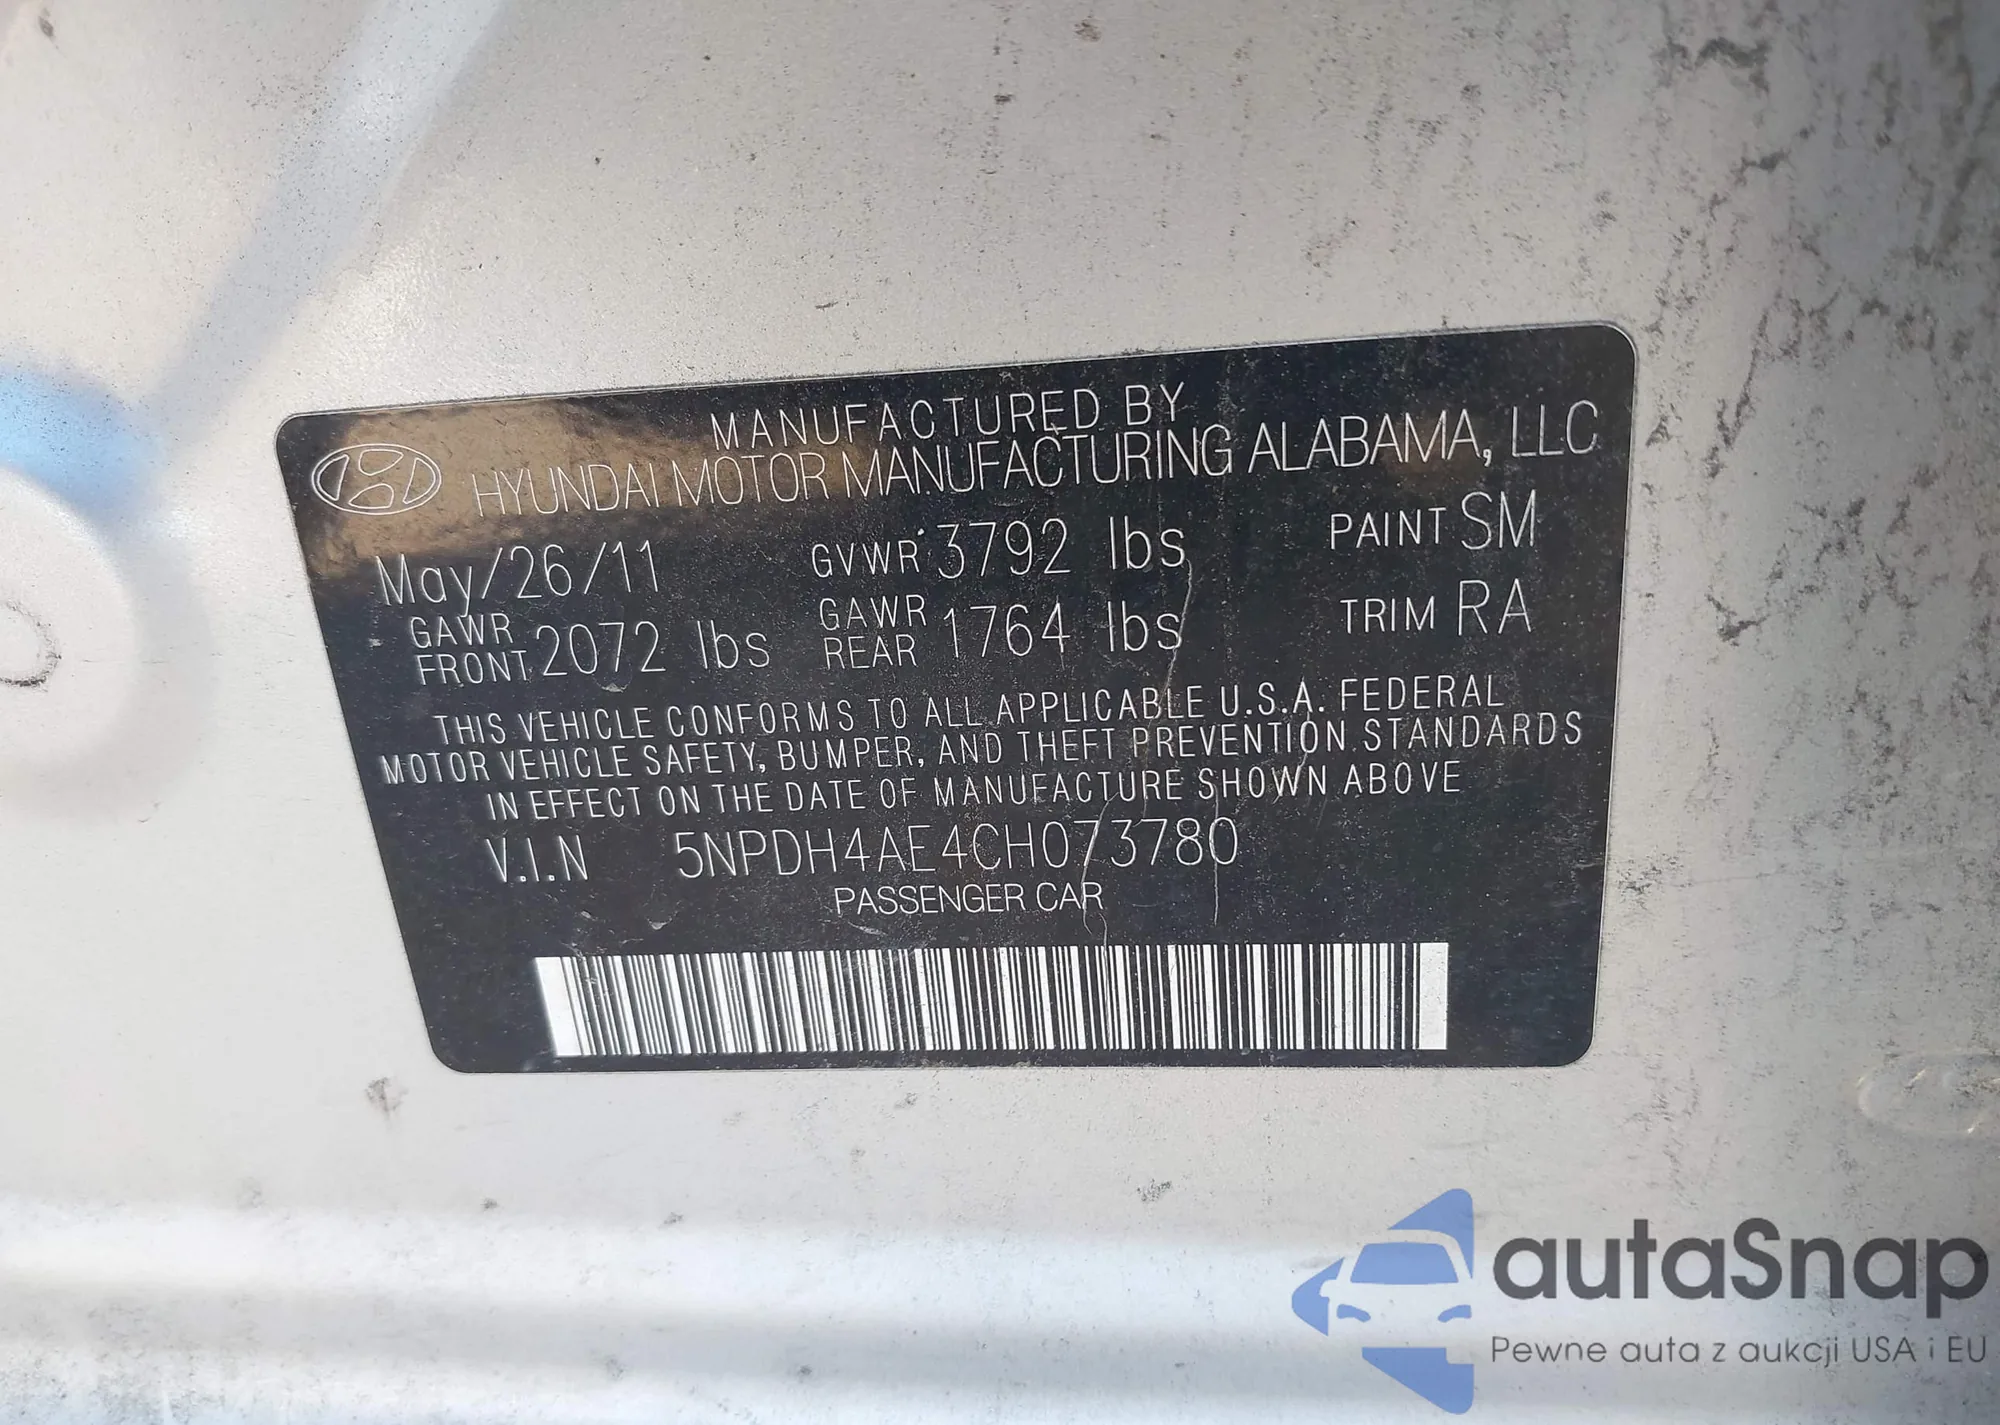 MANUFACTURED BY
HYUNDAI MOTOR MANUFACTURING ALABAMA, LLC
May/26/11 GVWR 3792 lbs PAINT SM
GAWR FRONT 2072 lbs GAWR REAR 1764 lbs TRIM RA
THIS VEHICLE CONFORMS TO ALL APPLICABLE U.S.A. FEDERAL
MOTOR VEHICLE SAFETY, BUMPER, AND THEFT PREVENTION STANDARDS
IN EFFECT ON THE DATE OF MANUFACTURE SHOWN ABOVE
V.I.N 5NPDH4AE4CH073780
PASSENGER CAR
autaSnap
Pewne auta z aukcji USA i EU